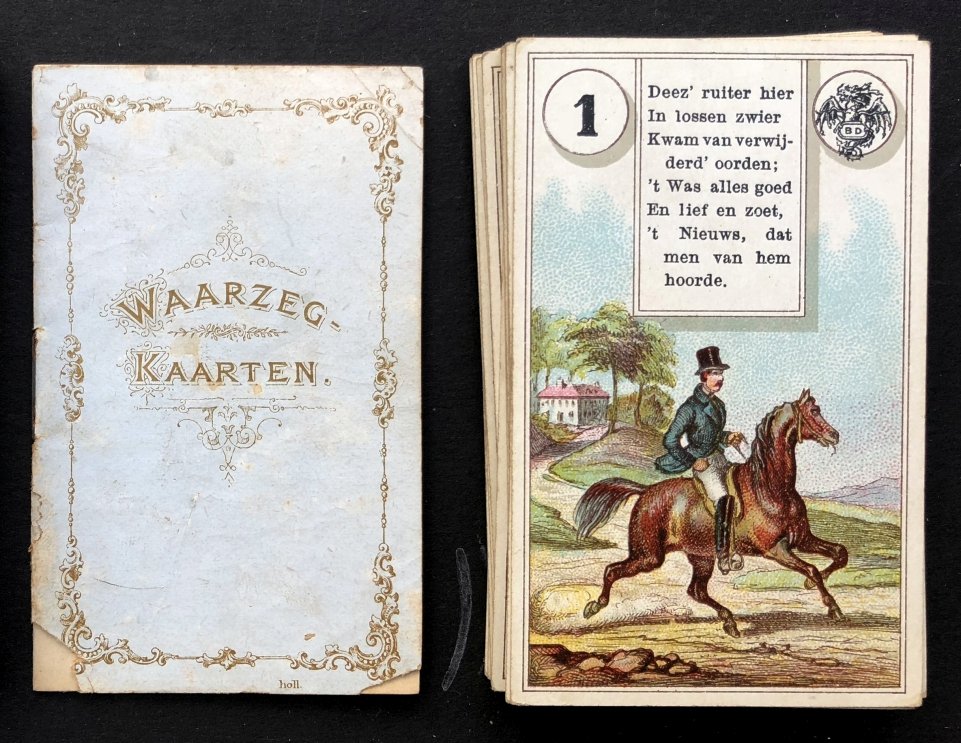 WAARZEG-
KAARTEN.
holl.
1
Deez' ruiter hier
In lossen zwier
Kwam van verwij-
derd' oorden;
't Was alles goed
En lief en zoet,
't Nieuws, dat
men van hem
hoorde.
BD